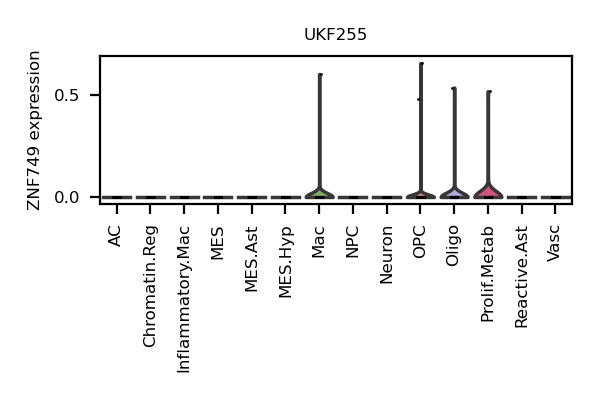 UKF255
ZNF749 expression
0.5
0.0
AC
Chromatin.Reg
Inflammatory.Mac
MES
MES.Ast
MES.Hyp
Mac
NPC
Neuron
OPC
Oligo
Prolif.Metab
Reactive.Ast
Vasc